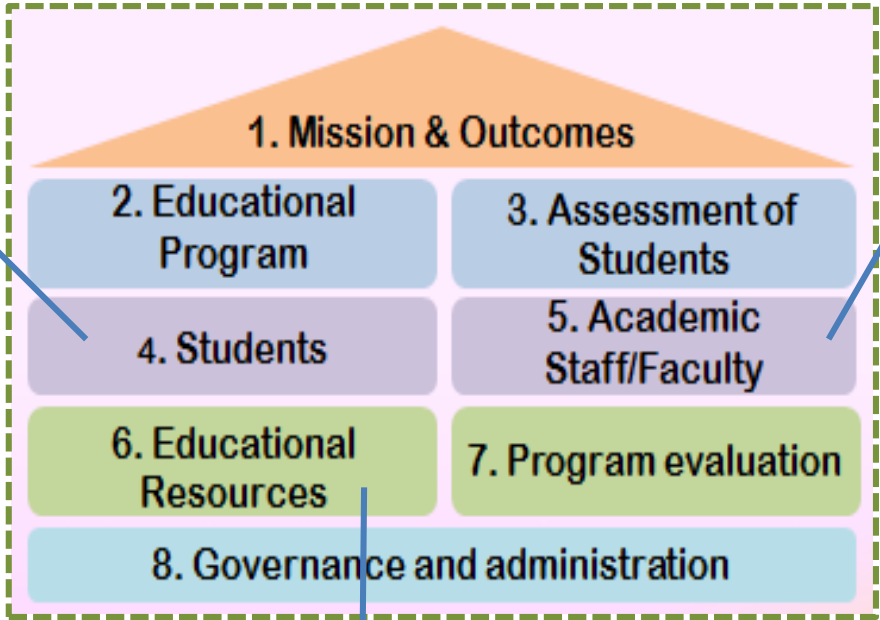 1. Mission & Outcomes
2. Educational
Program
3. Assessment of
Students
4. Students
5. Academic
Staff/Faculty
6. Educational
Resources
7. Program evaluation
8. Governance and administration